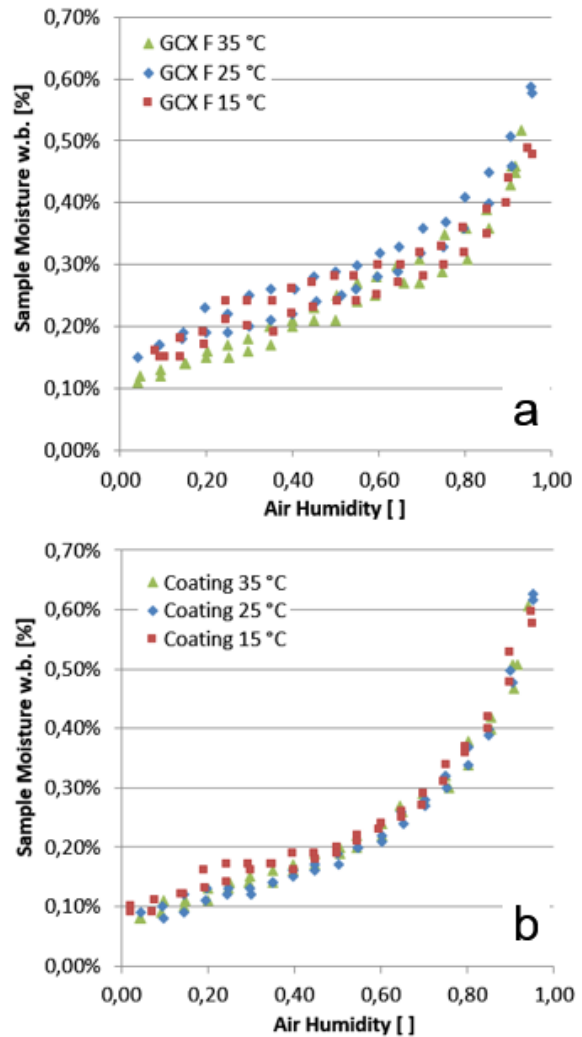 0,70%
GCX F 35 °C
0,60%
GCX F 25 °C
GCX F 15 °C
0,50%
0,40%
0,30%
0,20%
0,10%
0,00%
Sample Moisture w.b. [%]
a
0,00 0,20 0,40 0,60 0,80 1,00
Air Humidity [ ]
0,70%
Coating 35 °C
0,60%
Coating 25 °C
Coating 15 °C
0,50%
0,40%
0,30%
0,20%
0,10%
0,00%
Sample Moisture w.b. [%]
b
0,00 0,20 0,40 0,60 0,80 1,00
Air Humidity [ ]